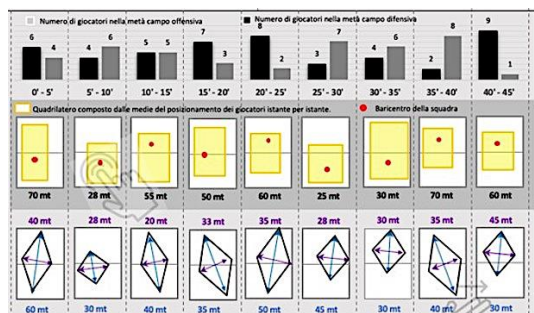 Numero di giocatori nella metà campo offensiva
Numero di giocatori nella metà campo difensiva
6 4 4 6 5 5 7 3 8 2 3 7 4 6 2 8 9 1
0' - 5' 5' - 10' 10' - 15' 15' - 20' 20' - 25' 25' - 30' 30' - 35' 35' - 40' 40' - 45'
Quadrilatero composto dalle medie del posizionamento dei giocatori istante per istante.
Baricentro della squadra
70 mt 28 mt 55 mt 50 mt 60 mt 25 mt 30 mt 70 mt 60 mt
40 mt 28 mt 20 mt 33 mt 35 mt 28 mt 30 mt 35 mt 45 mt
60 mt 30 mt 40 mt 35 mt 50 mt 45 mt 30 mt 40 mt 30 mt